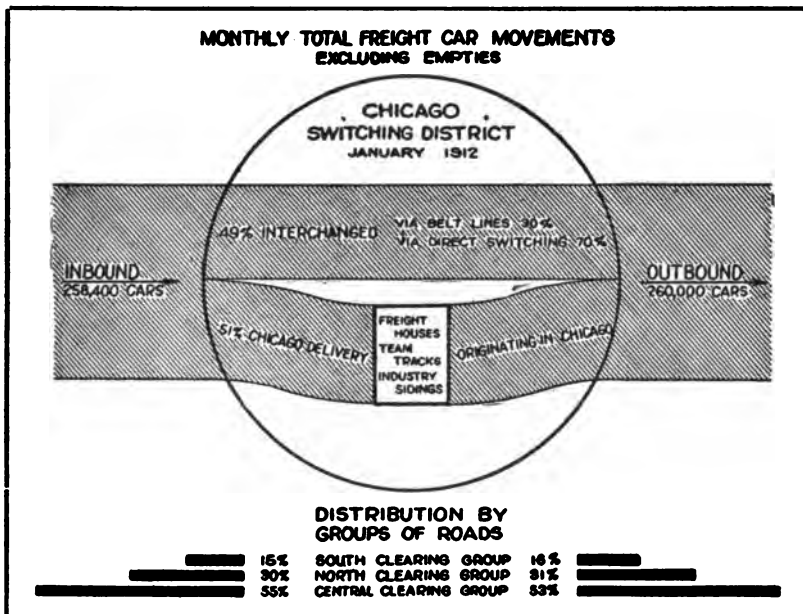 MONTHLY TOTAL FREIGHT CAR MOVEMENTS
EXCLUDING EMPTIES
CHICAGO
SWITCHING DISTRICT
JANUARY 1912
49% INTERCHANGED
VIA BELT LINES 30%
VIA DIRECT SWITCHING 70%
INBOUND
258,400 CARS
OUTBOUND
260,000 CARS
51% CHICAGO DELIVERY
FREIGHT
HOUSES
TEAM
TRACKS
INDUSTRY
SIDINGS
ORIGINATING IN CHICAGO
DISTRIBUTION BY
GROUPS OF ROADS
15% SOUTH CLEARING GROUP 16%
30% NORTH CLEARING GROUP 31%
55% CENTRAL CLEARING GROUP 53%